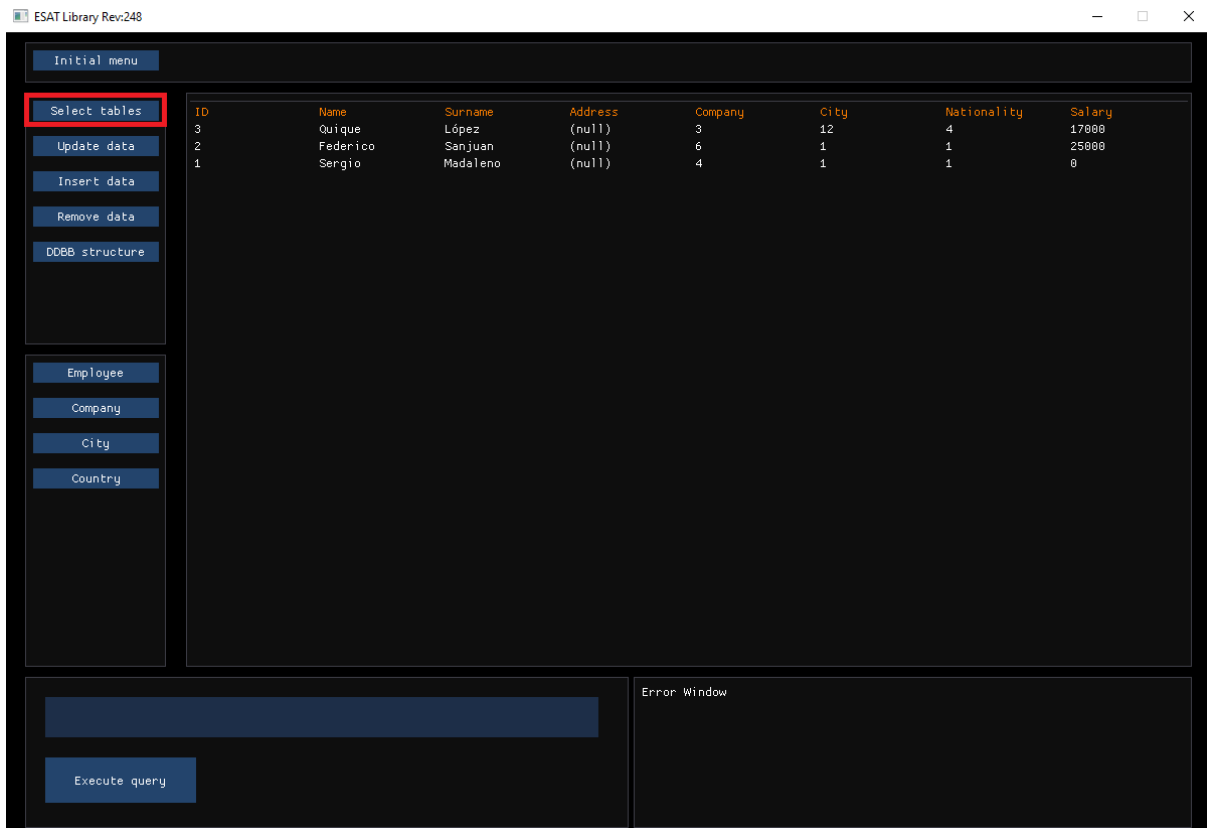 ESAT Library Rev:248
Initial menu
Select tables
Update data
Insert data
Remove data
DDBB structure
ID Name Surname Address Company City Nationality Salary
3 Quique López (null) 3 12 4 17000
2 Federico Sanjuan (null) 6 1 1 25000
1 Sergio Madaleno (null) 4 1 1 0
Employee
Company
City
Country
Execute query
Error Window